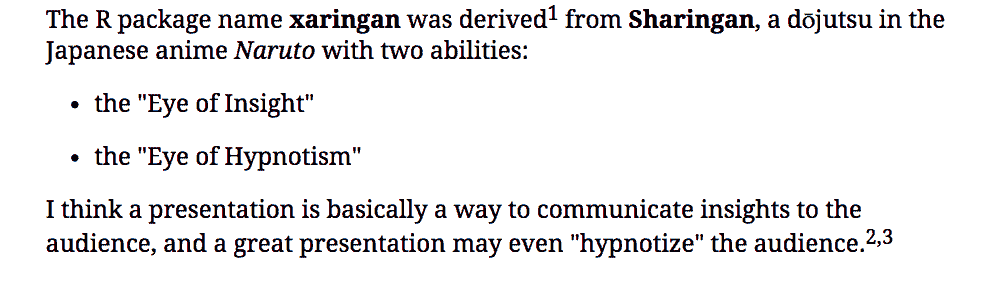 The R package name xaringan was derived1 from Sharingan, a dōjutsu in the
Japanese anime Naruto with two abilities:
• the "Eye of Insight"
• the "Eye of Hypnotism"
I think a presentation is basically a way to communicate insights to the
audience, and a great presentation may even "hypnotize" the audience.2,3